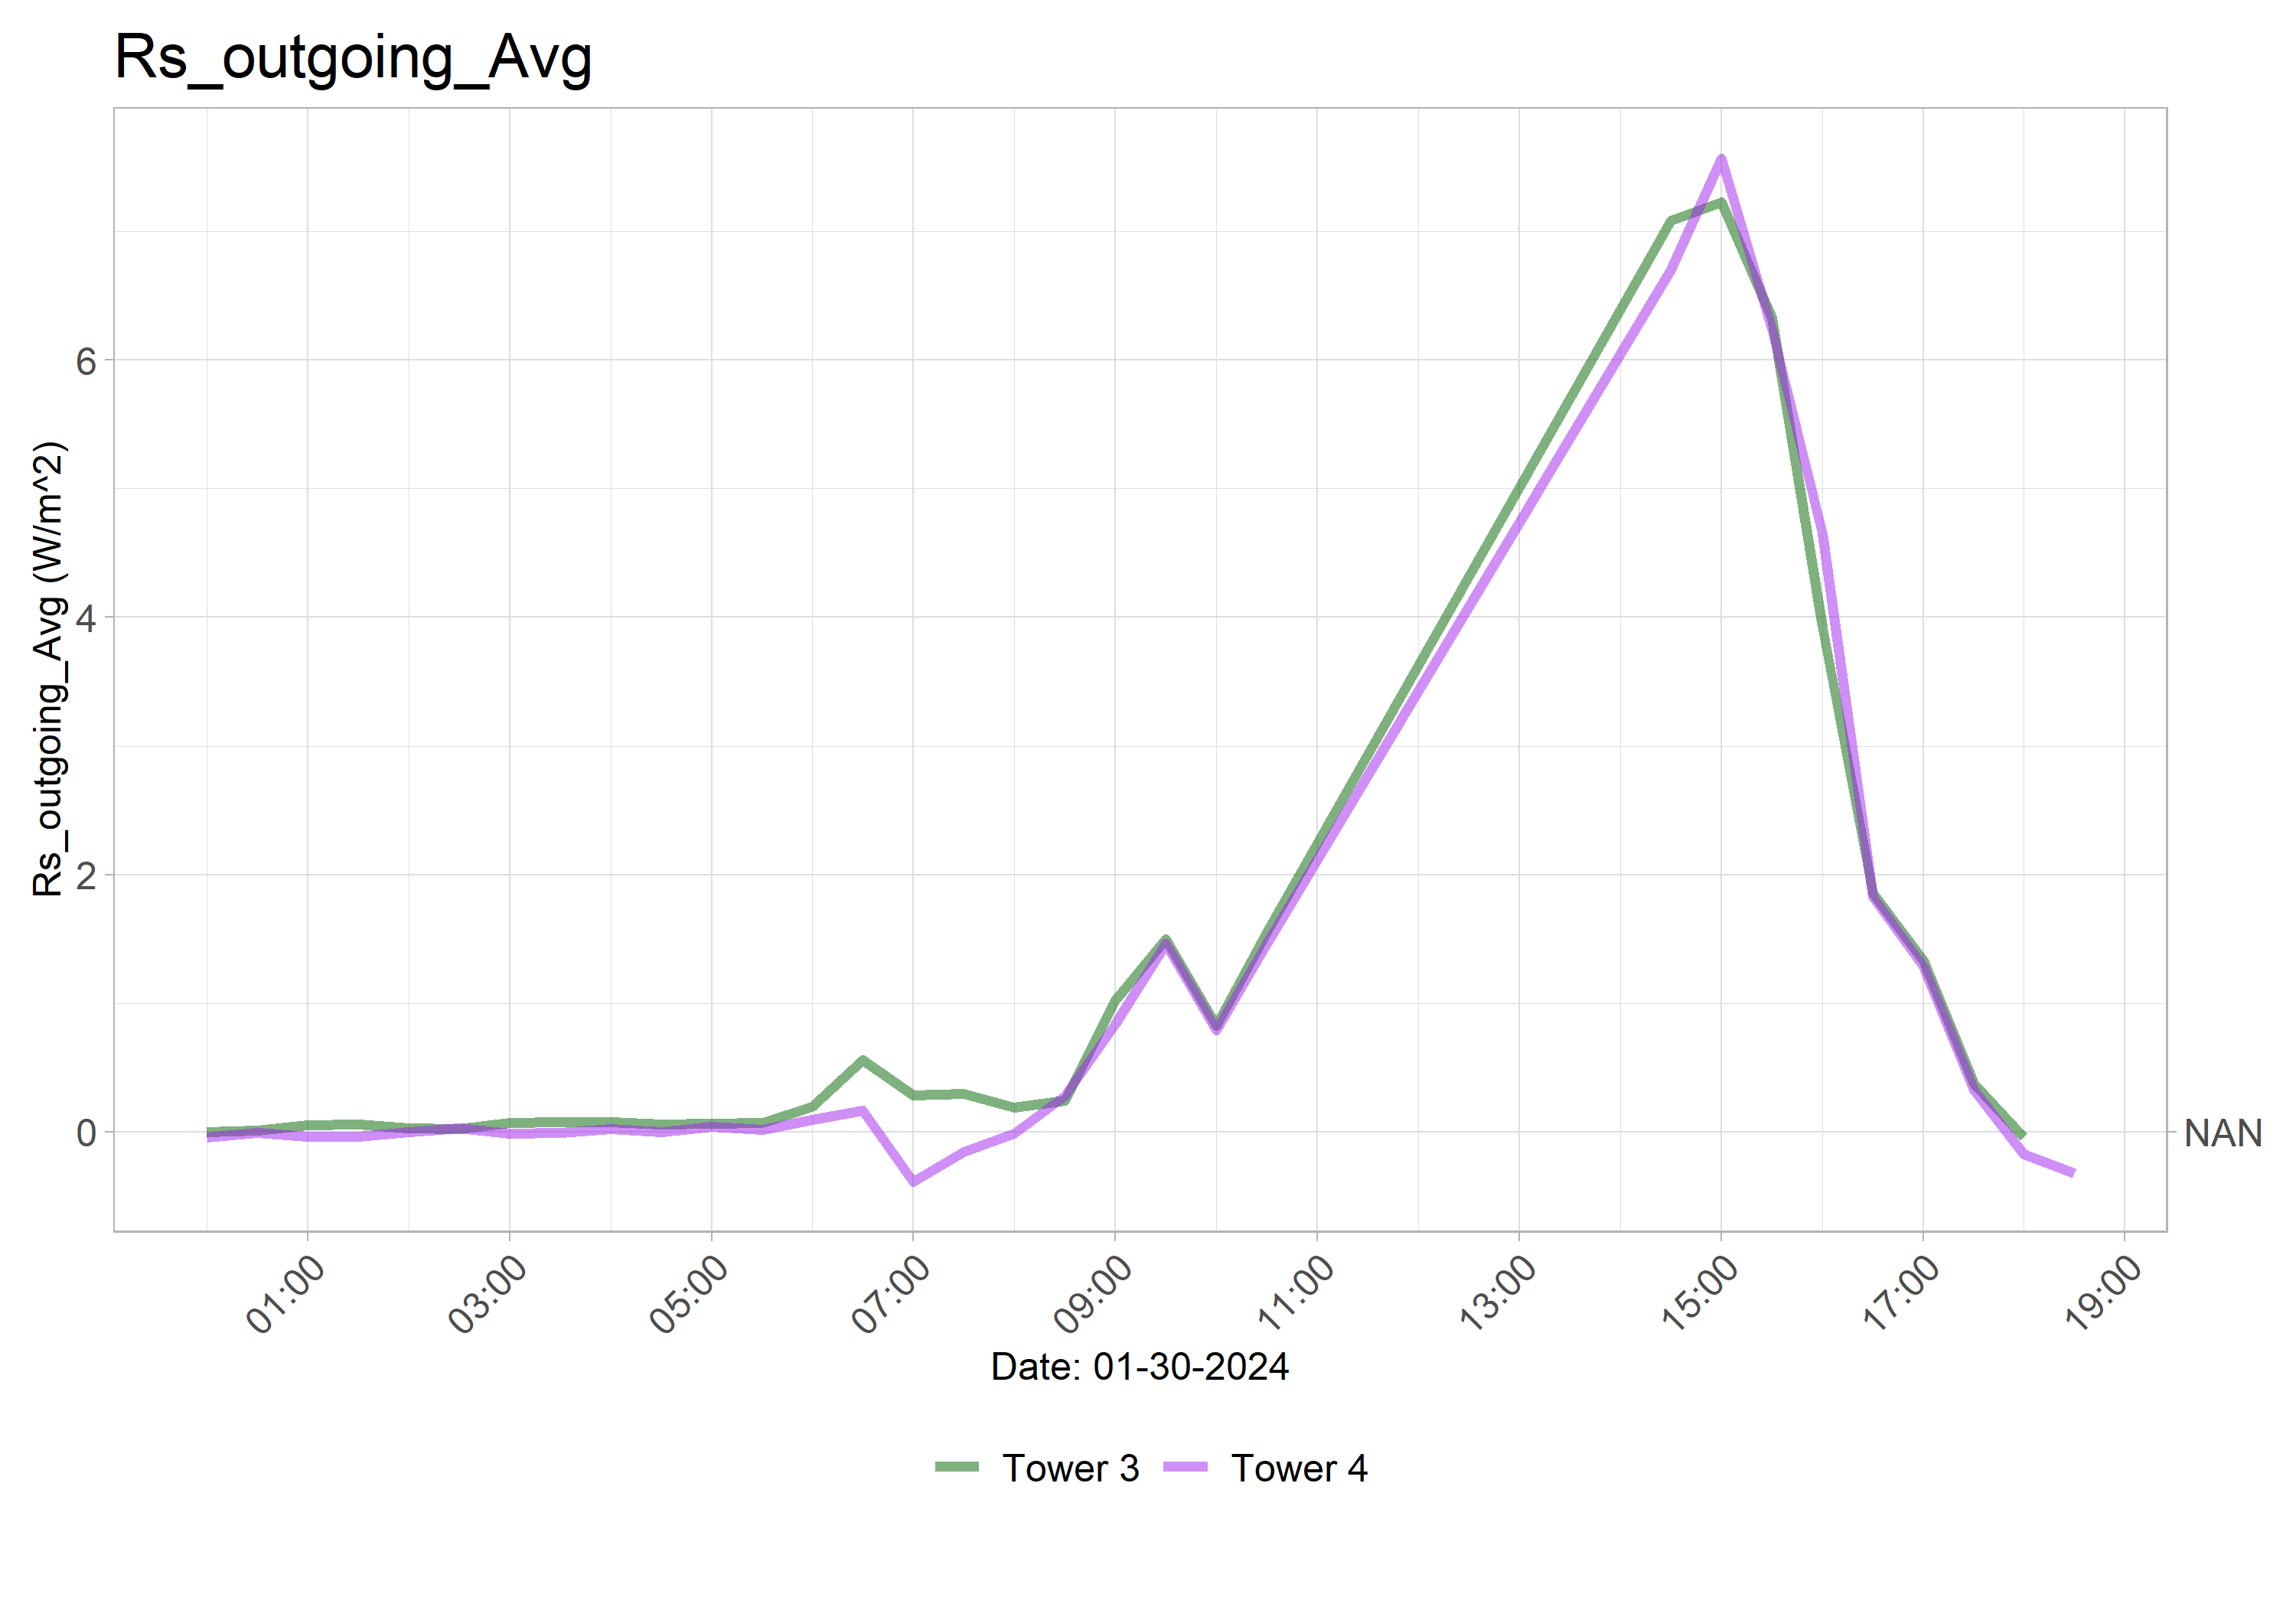 Rs_outgoing_Avg
Rs_outgoing_Avg (W/m^2)
6
4
2
0
NAN
01:00
03:00
05:00
07:00
09:00
11:00
13:00
15:00
17:00
19:00
Date: 01-30-2024
Tower 3
Tower 4